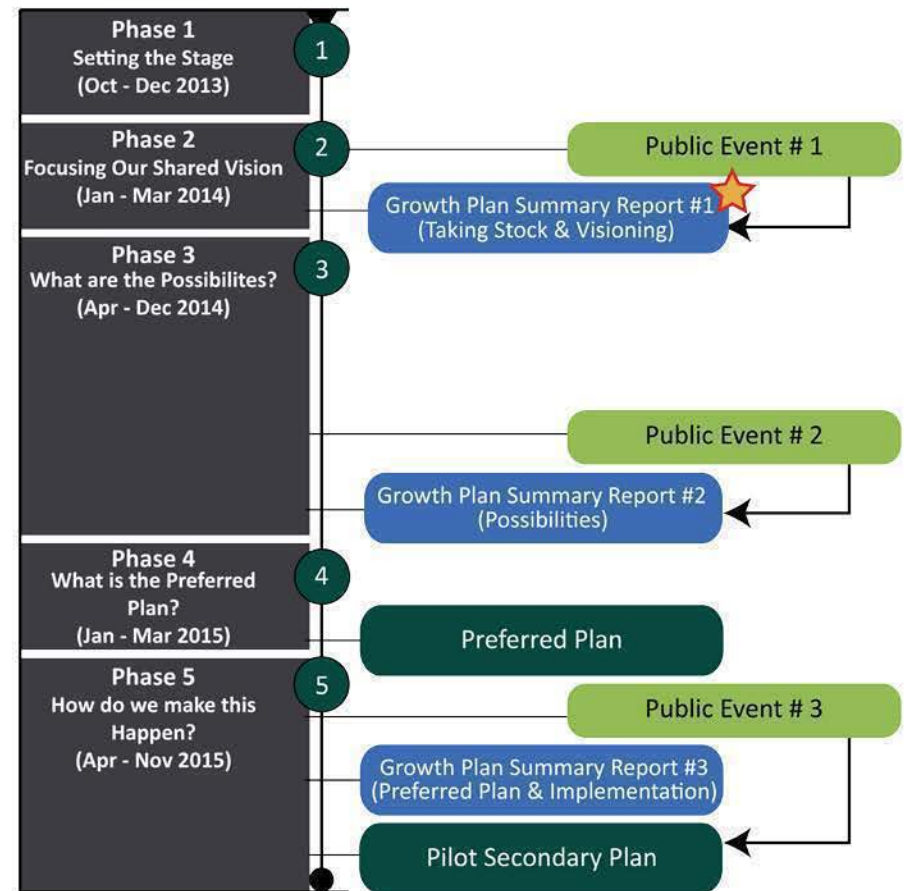 Phase 1
Setting the Stage
(Oct - Dec 2013)
1
Phase 2
Focusing Our Shared Vision
(Jan - Mar 2014)
2
Public Event # 1
Growth Plan Summary Report #1
(Taking Stock & Visioning)
Phase 3
What are the Possibilites?
(Apr - Dec 2014)
3
Public Event # 2
Growth Plan Summary Report #2
(Possibilities)
Phase 4
What is the Preferred
Plan?
(Jan - Mar 2015)
4
Preferred Plan
Phase 5
How do we make this
Happen?
(Apr - Nov 2015)
5
Public Event # 3
Growth Plan Summary Report #3
(Preferred Plan & Implementation)
Pilot Secondary Plan